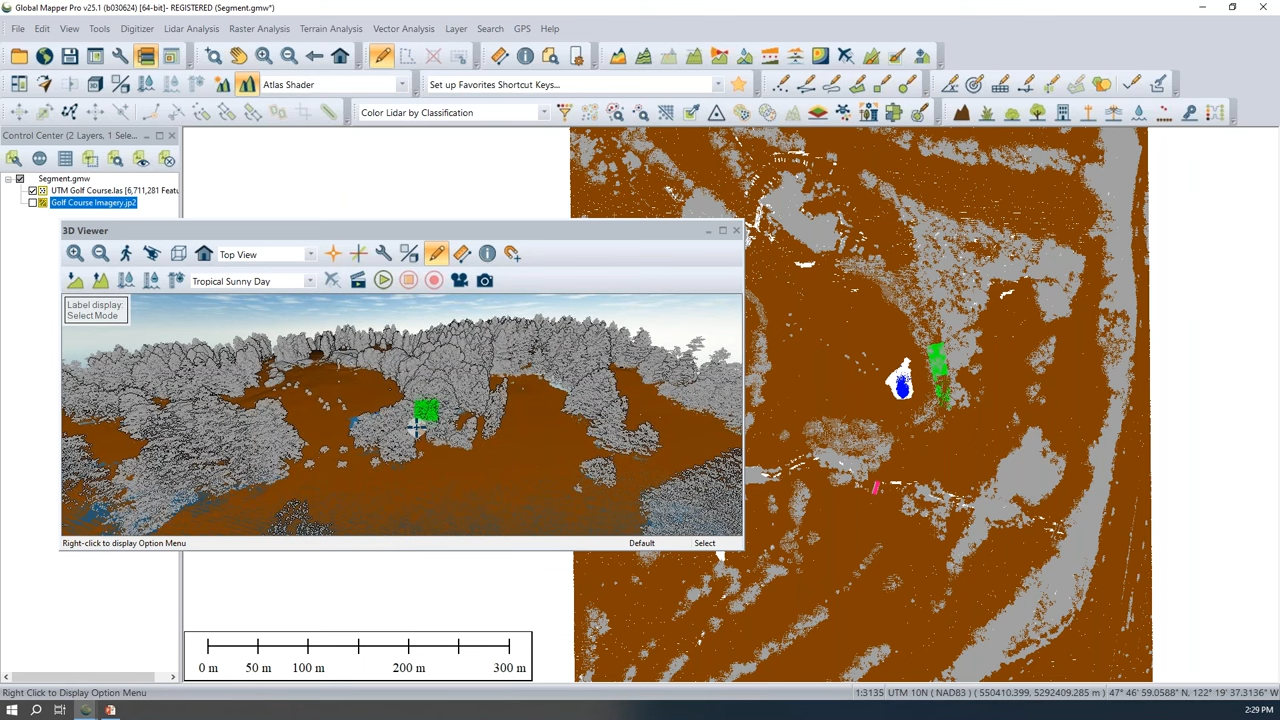 Global Mapper Pro v25.1 (b030624) [64-bit]- REGISTERED (Segment.gmw*)
File Edit View Tools Digitizer Lidar Analysis Raster Analysis Terrain Analysis Vector Analysis Layer Search GPS Help
Atlas Shader Set up Favorites Shortcut Keys...
Color Lidar by Classification
Control Center (2 Layers, 1 Sele...
Segment.gmw
UTM Golf Course.las [6,711,281 Featu
Golf Course Imagery.jp2
3D Viewer
Top View
Tropical Sunny Day
Label display:
Select Mode
Right-click to display Option Menu Default Select
0 m 50 m 100 m 200 m 300 m
Right Click to Display Option Menu 1:3135 UTM 10N ( NAD83) ( 550410.399, 5292409.285 m ) 47° 46' 59.0588" N, 122° 19' 37.3136" W
2:29 PM